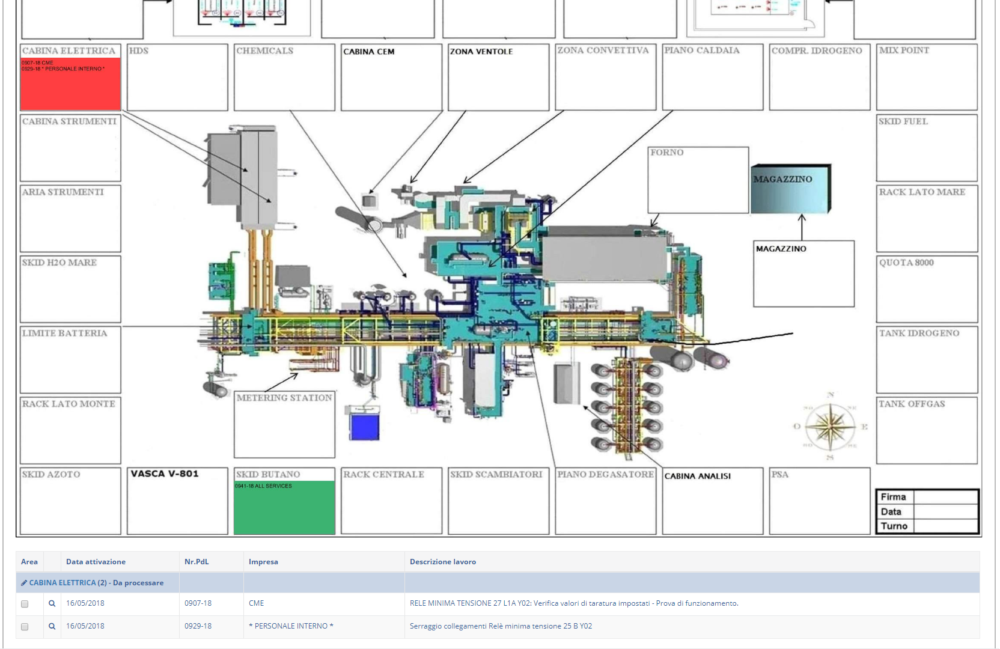 CABINA ELETTRICA
HDS
CHEMICALS
CABINA CEM
ZONA VENTOLE
ZONA CONVETTIVA
PIANO CALDAIA
COMPR. IDROGENO
MIX POINT
0907-18 CME
0929-18 * PERSONALE INTERNO *
CABINA STRUMENTI
SKID FUEL
FORNO
MAGAZZINO
ARIA STRUMENTI
RACK LATO MARE
MAGAZZINO
SKID H2O MARE
QUOTA 8000
LIMITE BATTERIA
TANK IDROGENO
METERING STATION
RACK LATO MONTE
TANK OFFGAS
N
NO
NE
O
E
SO
S
SKID AZOTO
VASCA V-801
SKID BUTANO
RACK CENTRALE
SKID SCAMBIATORI
PIANO DEGASATORE
CABINA ANALISI
PSA
0941-18 ALL SERVICES
Firma
Data
Turno
Area Data attivazione Nr.PdL Impresa Descrizione lavoro
CABINA ELETTRICA (2) - Da processare
16/05/2018 0907-18 CME RELE MINIMA TENSIONE 27 L1A Y02: Verifica valori di taratura impostati - Prova di funzionamento.
16/05/2018 0929-18 * PERSONALE INTERNO * Serraggio collegamenti Relè minima tensione 25 B Y02